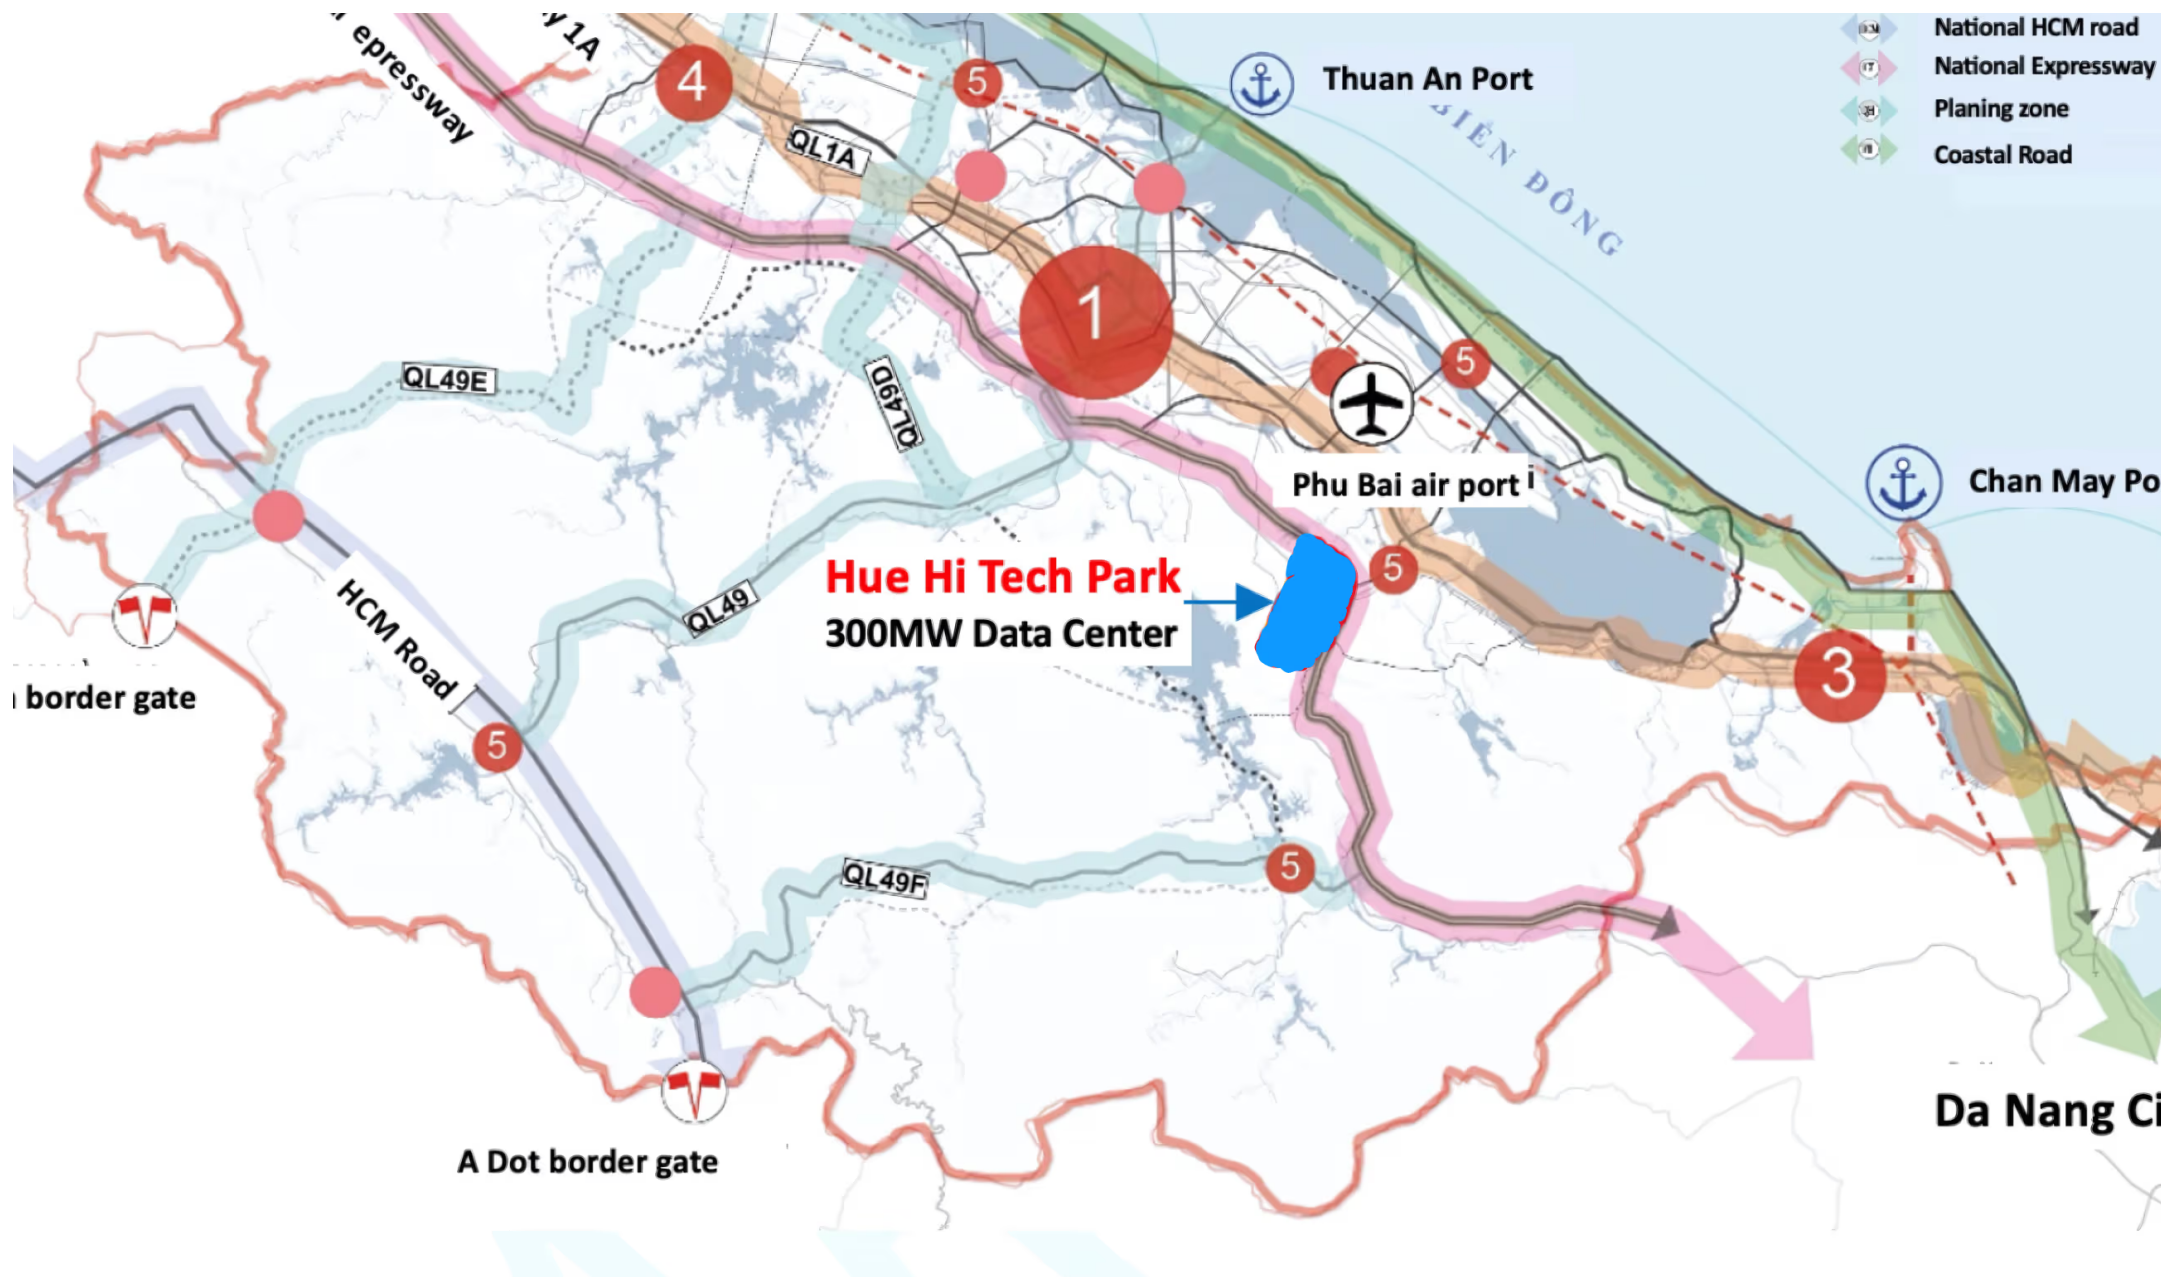 National HCM road
National Expressway
Planing zone
Coastal Road
y 1A
epressway
4
5
Thuan An Port
BIỂN ĐÔNG
QL1A
1
5
QL49E
QL49D
Phu Bai air port
Chan May Po
Hue Hi Tech Park
300MW Data Center
5
HCM Road
QL49
border gate
3
5
QL49F
5
Da Nang Ci
A Dot border gate